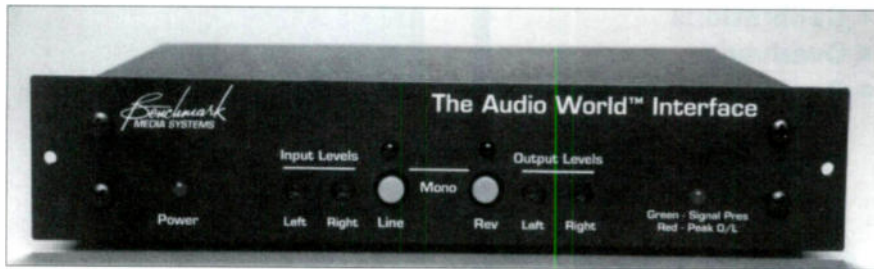 Benchmark
MEDIA SYSTEMS
The Audio World™ Interface
Input Levels
Output Levels
Mono
Power
Left Right Line
Rev Left Right
Green - Signal Pres
Red - Peak O/L